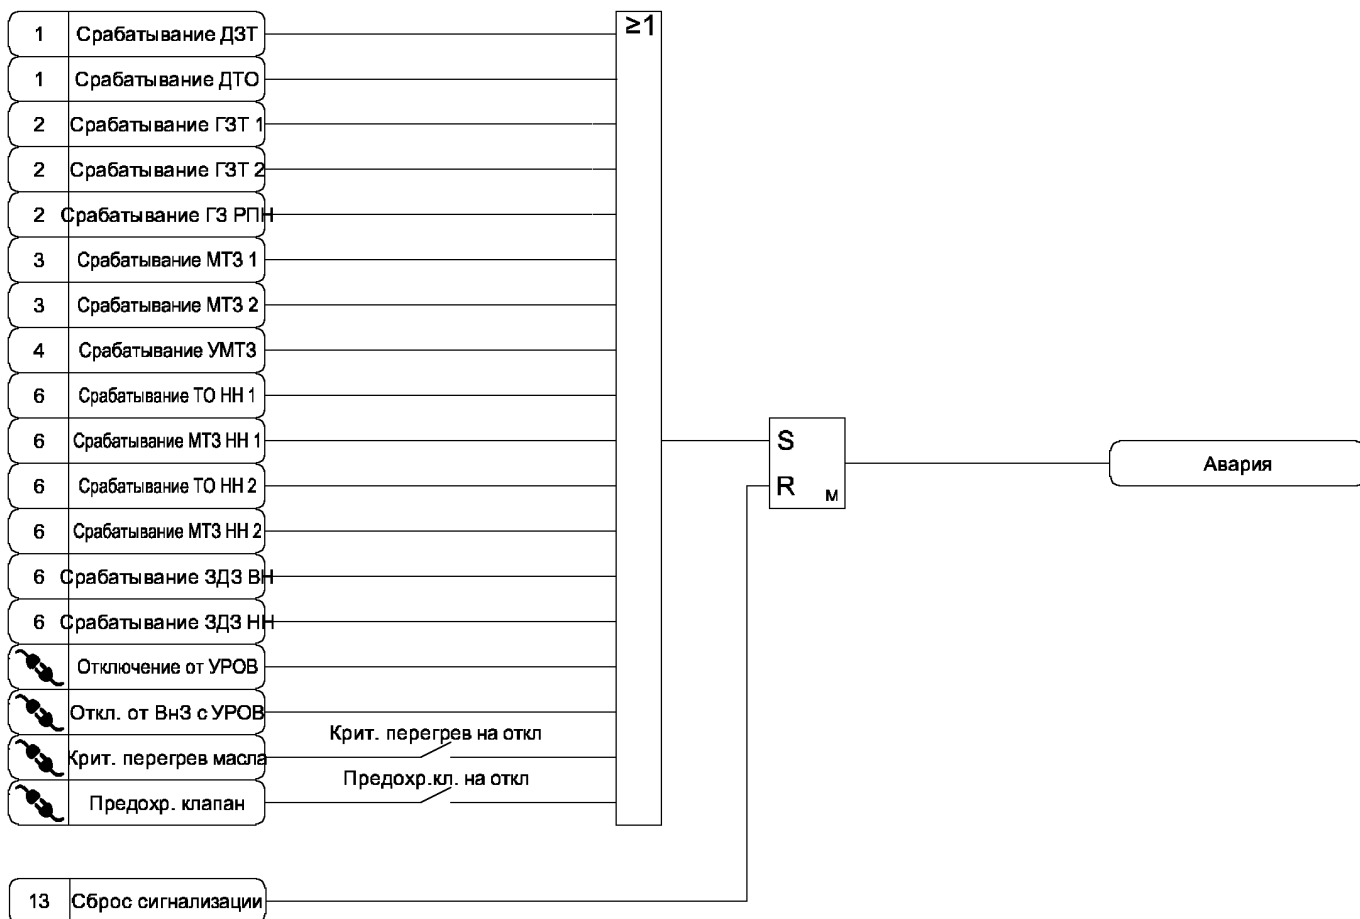 ≥1
1 Срабатывание ДЗТ
1 Срабатывание ДТО
2 Срабатывание ГЗТ 1
2 Срабатывание ГЗТ 2
2 Срабатывание ГЗ РПН
3 Срабатывание МТЗ 1
3 Срабатывание МТЗ 2
4 Срабатывание УМТЗ
6 Срабатывание ТО НН 1
6 Срабатывание МТЗ НН 1
6 Срабатывание ТО НН 2
6 Срабатывание МТЗ НН 2
6 Срабатывание ЗДЗ ВН
6 Срабатывание ЗДЗ НН
Отключение от УРОВ
Откл. от ВнЗ с УРОВ
Крит. перегрев масла
Крит. перегрев на откл
Предохр. клапан
Предохр.кл. на откл
S
R
М
Авария
13 Сброс сигнализации